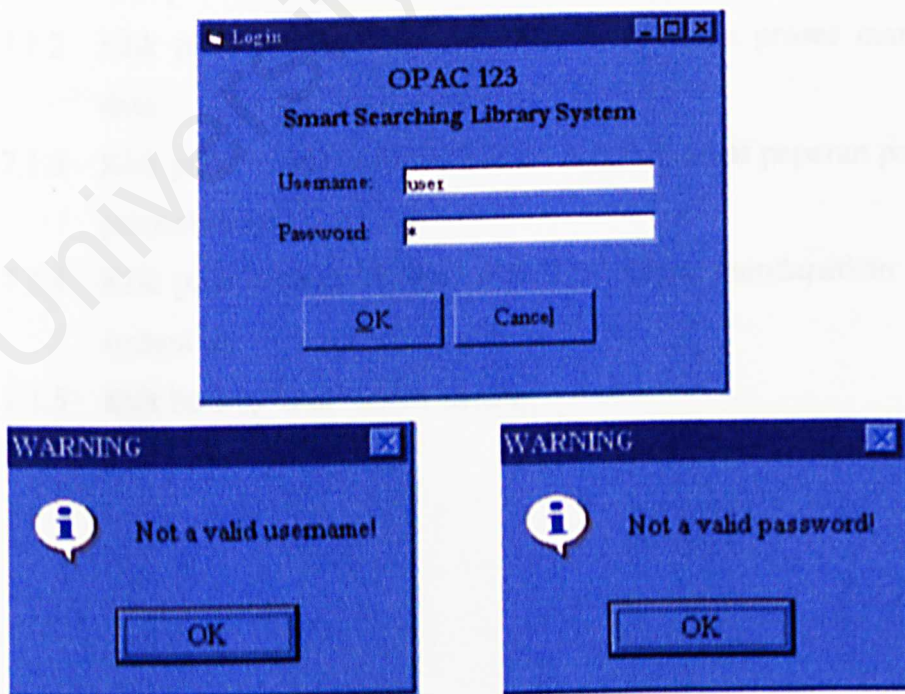 Login
OPAC 123
Smart Searching Library System
Username: user
Password: *
OK Cancel
WARNING
Not a valid username!
OK
WARNING
Not a valid password!
OK